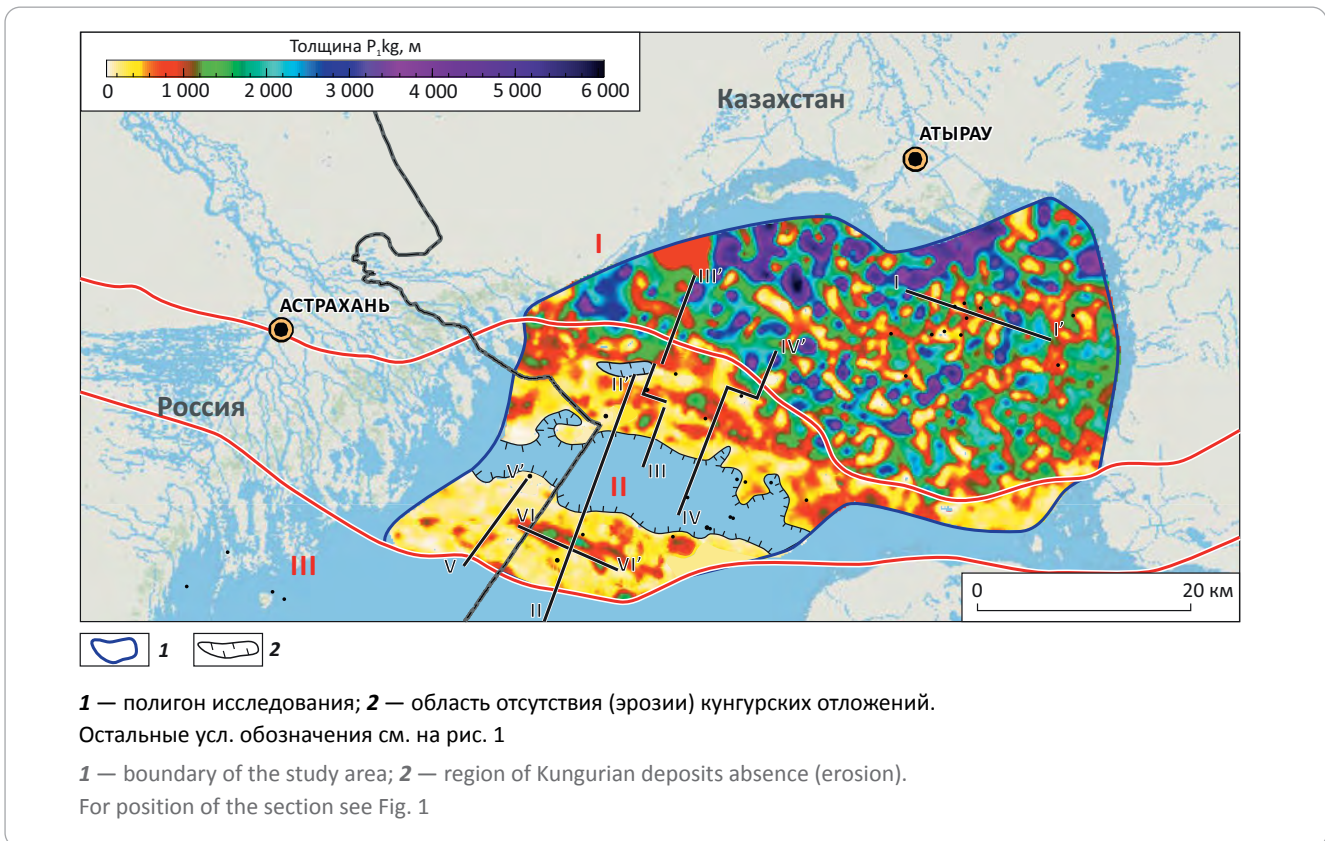 Толщина P₁kg, м
0 1 000 2 000 3 000 4 000 5 000 6 000
Казахстан
АТЫРАУ
I
III'
I
АСТРАХАНЬ
I'
IV'
II'
Россия
III
V'
II
VI
IV
III
V
VI'
II
0 20 км
1 2
1 — полигон исследования; 2 — область отсутствия (эрозии) кунгурских отложений.
Остальные усл. обозначения см. на рис. 1
1 — boundary of the study area; 2 — region of Kungurian deposits absence (erosion).
For position of the section see Fig. 1